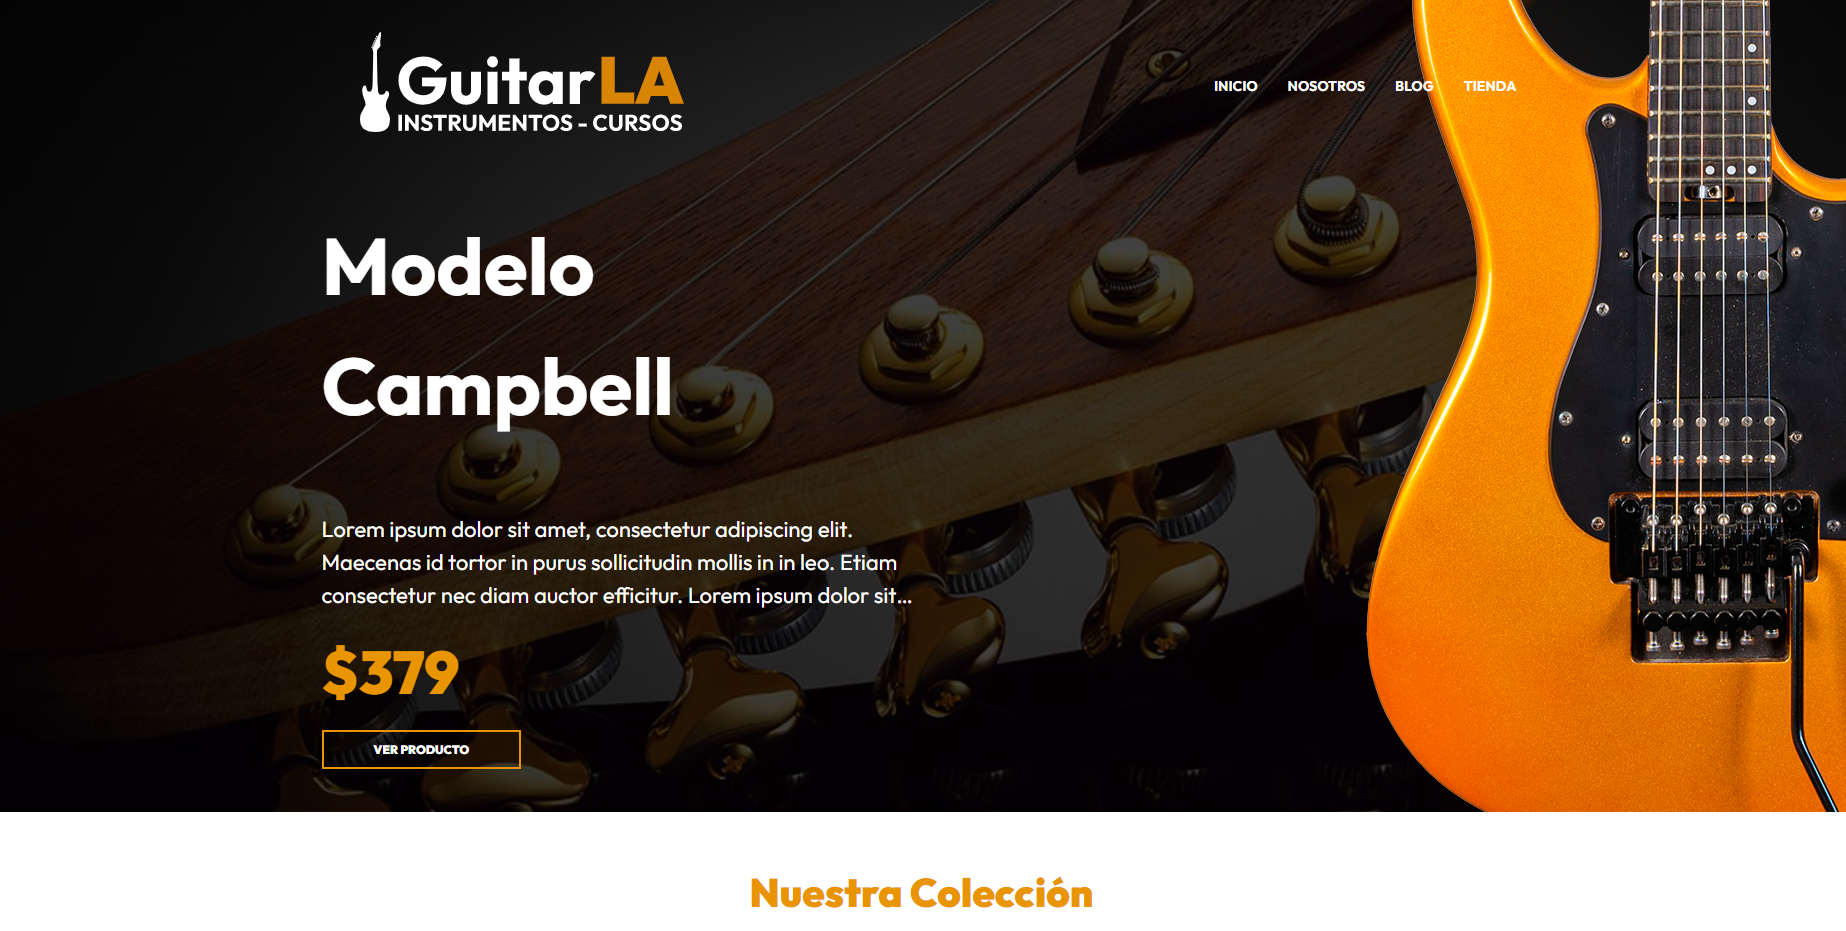 GuitarLA
INSTRUMENTOS - CURSOS
INICIO NOSOTROS BLOG TIENDA
Modelo
Campbell
Lorem ipsum dolor sit amet, consectetur adipiscing elit.
Maecenas id tortor in purus sollicitudin mollis in in leo. Etiam
consectetur nec diam auctor efficitur. Lorem ipsum dolor sit...
$379
VER PRODUCTO
Nuestra Colección